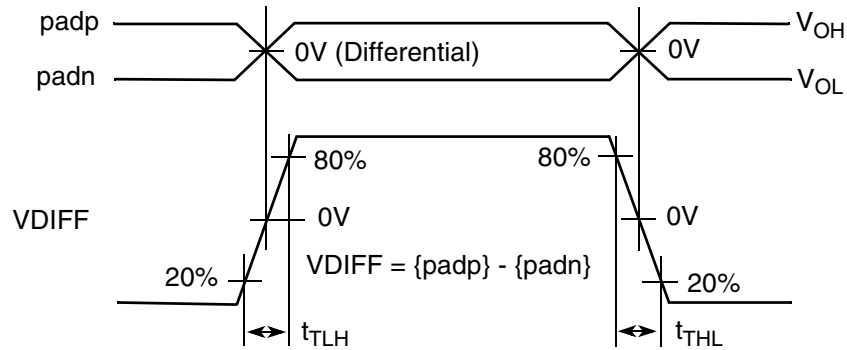 padp
V_OH
0V (Differential)
0V
padn
V_OL
80%
80%
VDIFF
0V
0V
VDIFF = {padp} - {padn}
20%
20%
t_TLH
t_THL